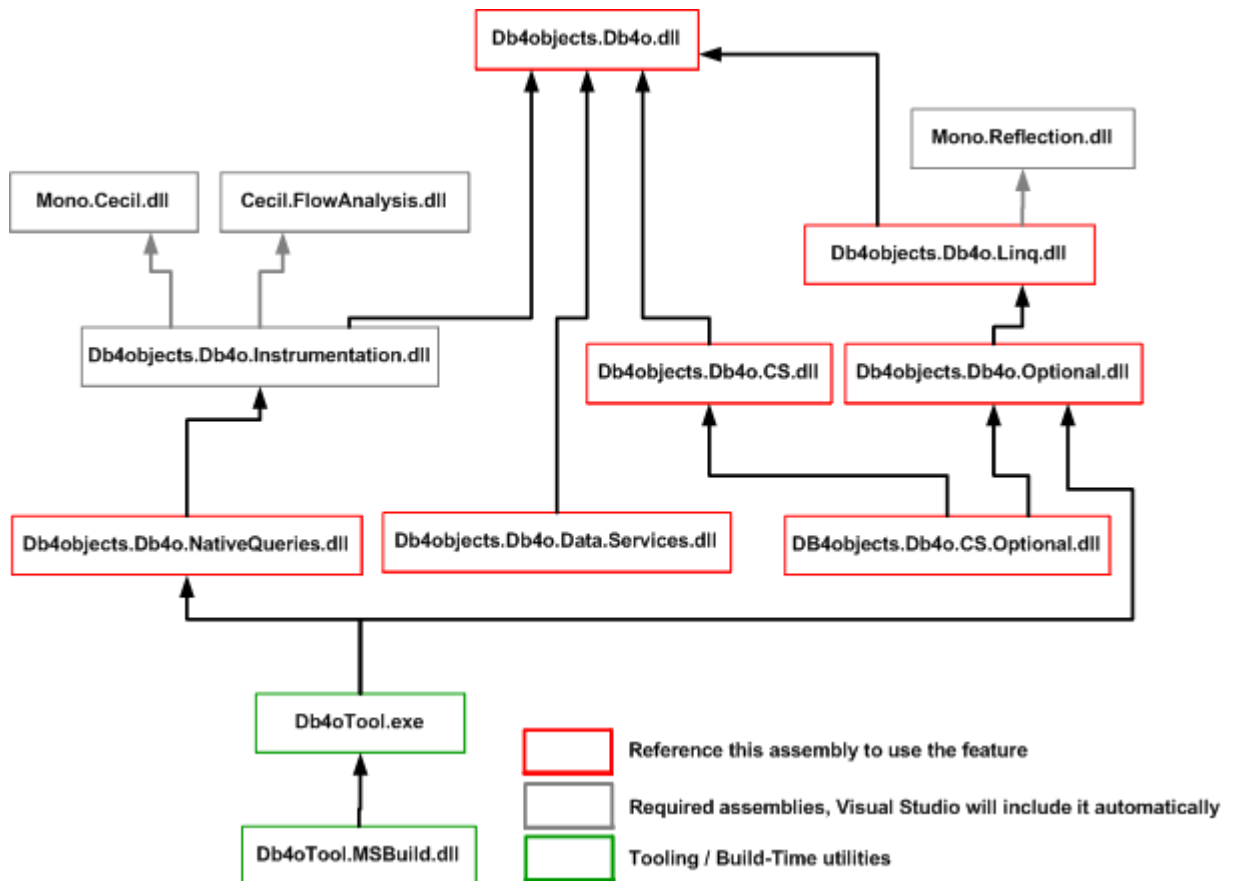 Db4objects.Db4o.dll
Mono.Reflection.dll
Mono.Cecil.dll
Cecil.FlowAnalysis.dll
Db4objects.Db4o.Linq.dll
Db4objects.Db4o.Instrumentation.dll
Db4objects.Db4o.CS.dll
Db4objects.Db4o.Optional.dll
Db4objects.Db4o.NativeQueries.dll
Db4objects.Db4o.Data.Services.dll
DB4objects.Db4o.CS.Optional.dll
Db4oTool.exe
Reference this assembly to use the feature
Required assemblies, Visual Studio will include it automatically
Db4oTool.MSBuild.dll
Tooling / Build-Time utilities